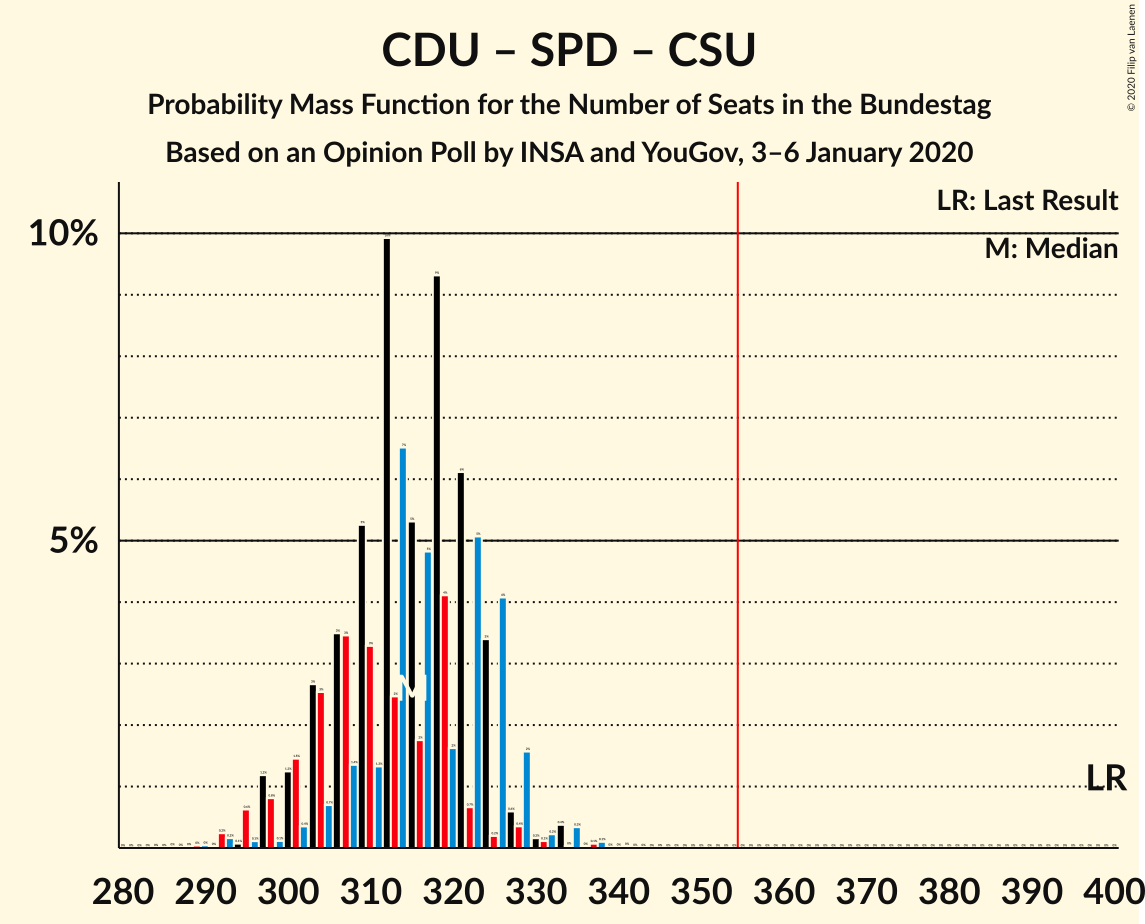 CDU – SPD – CSU
Probability Mass Function for the Number of Seats in the Bundestag
Based on an Opinion Poll by INSA and YouGov, 3–6 January 2020
© 2020 Filip van Laenen
LR: Last Result
M: Median
10%
5%
M
LR
280 290 300 310 320 330 340 350 360 370 380 390 400